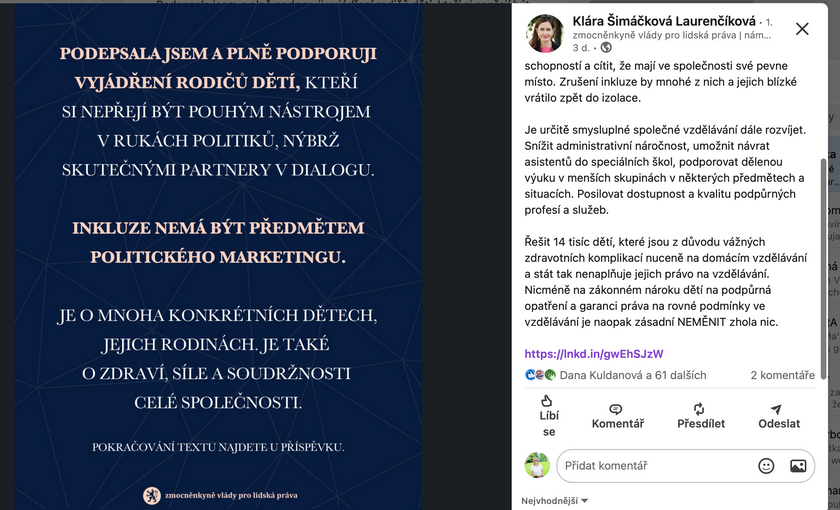 PODEPSALA JSEM A PLNĚ PODPORUJI
VYJÁDŘENÍ RODIČŮ DĚTÍ, KTEŘÍ
SI NEPŘEJÍ BÝT POUHÝM NÁSTROJEM
V RUKÁCH POLITIKŮ, NÝBRŽ
SKUTEČNÝMI PARTNERY V DIALOGU.
INKLUZE NEMÁ BÝT PŘEDMĚTEM
POLITICKÉHO MARKETINGU.
JE O MNOHA KONKRÉTNÍCH DĚTECH,
JEJICH RODINÁCH. JE TAKÉ
O ZDRAVÍ, SÍLE A SOUDRŽNOSTI
CELÉ SPOLEČNOSTI.
POKRAČOVÁNÍ TEXTU NAJDETE U PŘÍSPĚVKU.
zmocněnkyně vlády pro lidská práva
Klára Šimáčková Laurenčíková • 1.
zmocněnkyně vlády pro lidská práva | nám...
3 d. •
schopností a cítit, že mají ve společnosti své pevne
místo. Zrušení inkluze by mnohé z nich a jejich blízké
vrátilo zpět do izolace.
Je určitě smysluplné společné vzdělávání dále rozvíjet.
Snížit administrativní náročnost, umožnit návrat
asistentů do speciálních škol, podporovat dělenou
výuku v menších skupinách v některých předmětech a
situacích. Posilovat dostupnost a kvalitu podpůrných
profesí a služeb.
Řešit 14 tisíc dětí, které jsou z důvodu vážných
zdravotních komplikací nuceně na domácím vzdělávání
a stát tak nenaplňuje jejich právo na vzdělávání.
Nicméně na zákonném nároku dětí na podpůrná
opatření a garanci práva na rovné podmínky ve
vzdělávání je naopak zásadní NEMĚNIT zhola nic.
https://lnkd.in/gwEhSJzW
Dana Kuldanová a 61 dalších 2 komentáře
Líbí
se
Komentář
Přesdílet
Odeslat
Přidat komentář
Nejvhodnější